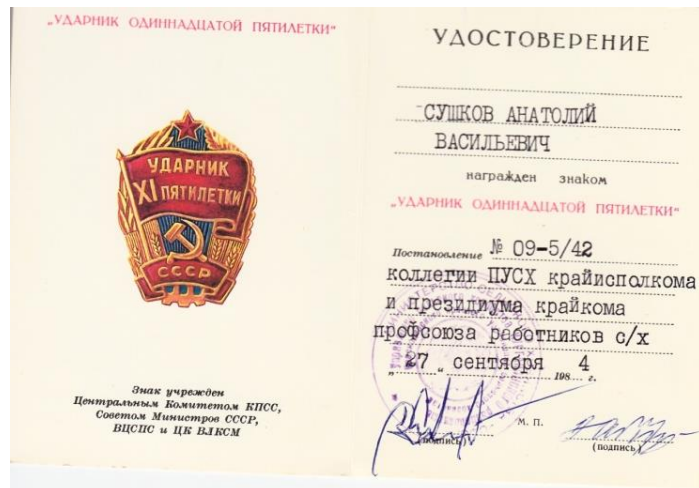 „УДАРНИК ОДИННАДЦАТОЙ ПЯТИЛЕТКИ“
УДАРНИК
XI ПЯТИЛЕТКИ
СССР
Знак учрежден
Центральным Комитетом КПСС,
Советом Министров СССР,
ВЦСПС и ЦК ВЛКСМ
УДОСТОВЕРЕНИЕ
СУШКОВ АНАТОЛИЙ
ВАСИЛЬЕВИЧ
награжден знаком
„УДАРНИК ОДИННАДЦАТОЙ ПЯТИЛЕТКИ“
Постановление № 09-5/42
коллегии ПУСХ крайисполкома
и президиума крайкома
профсоюза работников с/х
„ 27 “ сентября 198 4 г.
М. П.
(подпись) (подпись)